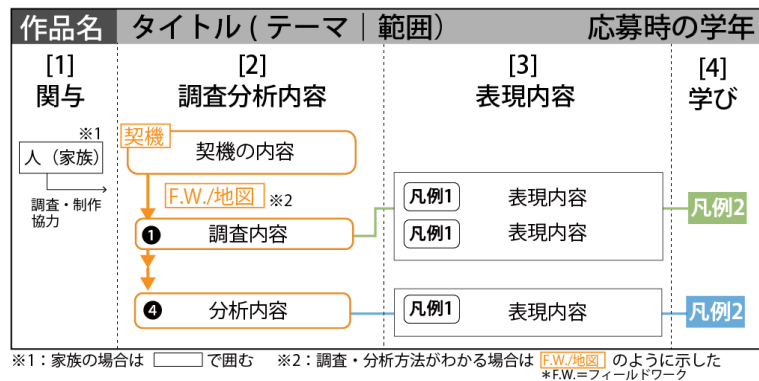 作品名 タイトル(テーマ｜範囲) 応募時の学年
[1] [2] [3] [4]
関与 調査分析内容 表現内容 学び
※1
人（家族）
調査・制作
協力
契機
契機の内容
F.W./地図 ※2
❶ 調査内容
❹ 分析内容
凡例1 表現内容
凡例1 表現内容
凡例2
凡例1 表現内容
凡例2
※1：家族の場合は で囲む ※2：調査・分析方法がわかる場合は F.W./地図 のように示した
＊F.W.＝フィールドワーク